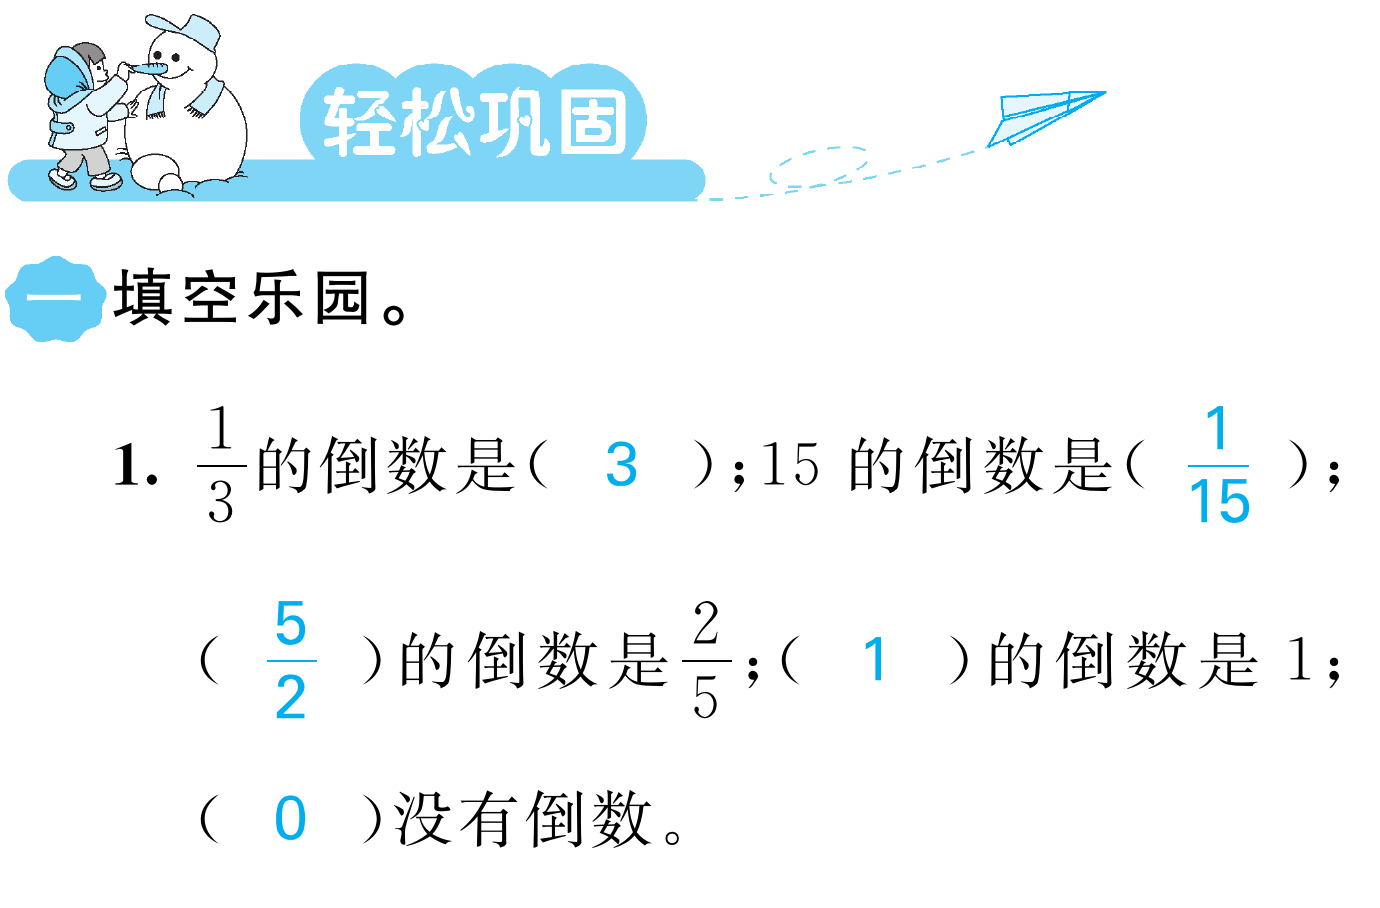 轻松巩固
一 填空乐园。
1. 1/3的倒数是( 3 );15 的倒数是( 1/15 );
( 5/2 )的倒数是2/5;( 1 )的倒数是 1;
( 0 )没有倒数。